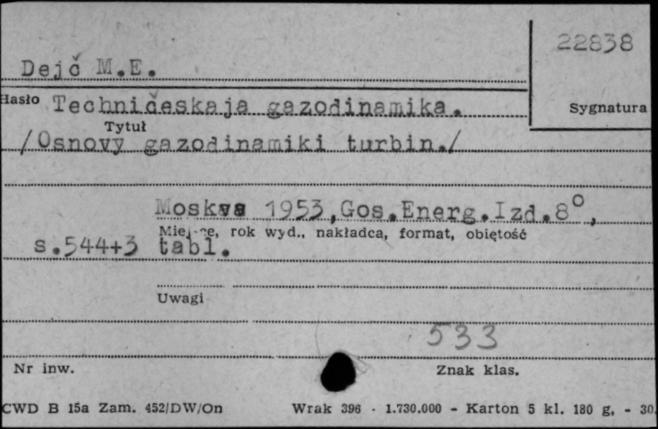 22838
Dejč M.E.
Hasło Techničeskaja gazodinamika. Sygnatura
Tytuł
/Osnovy gazodinamiki turbin./
Moskva 1953,Gos.Energ.Izd.8°,
Miejsce, rok wyd., nakładca, format, objętość
s.544+3 tabl.
Uwagi
533
Nr inw. Znak klas.
CWD B 15a Zam. 452/DW/On Wrak 396 - 1.730.000 - Karton 5 kl. 180 g. - 30.